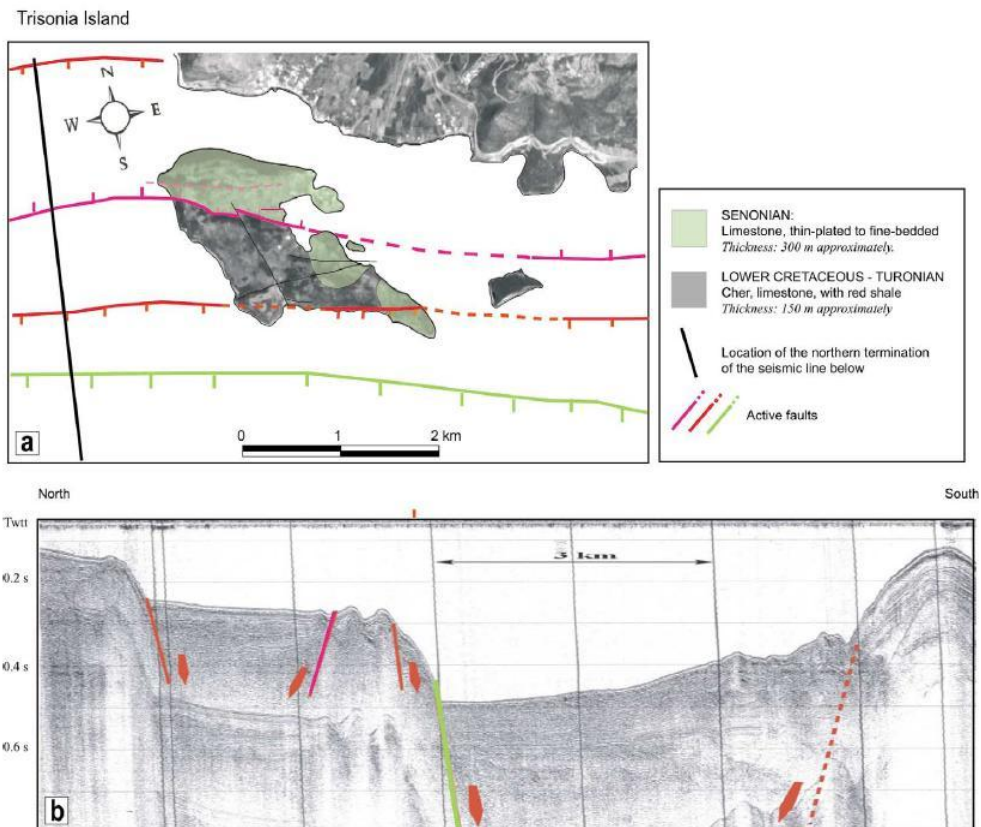 Trisonia Island
N
W
E
S
SENONIAN:
Limestone, thin-plated to fine-bedded
Thickness: 300 m approximately.
LOWER CRETACEOUS - TURONIAN
Cher, limestone, with red shale
Thickness: 150 m approximately
Location of the northern termination
of the seismic line below
Active faults
0 1 2 km
a
North
South
Twtt
0.2 s
3 km
0.4 s
0.6 s
b